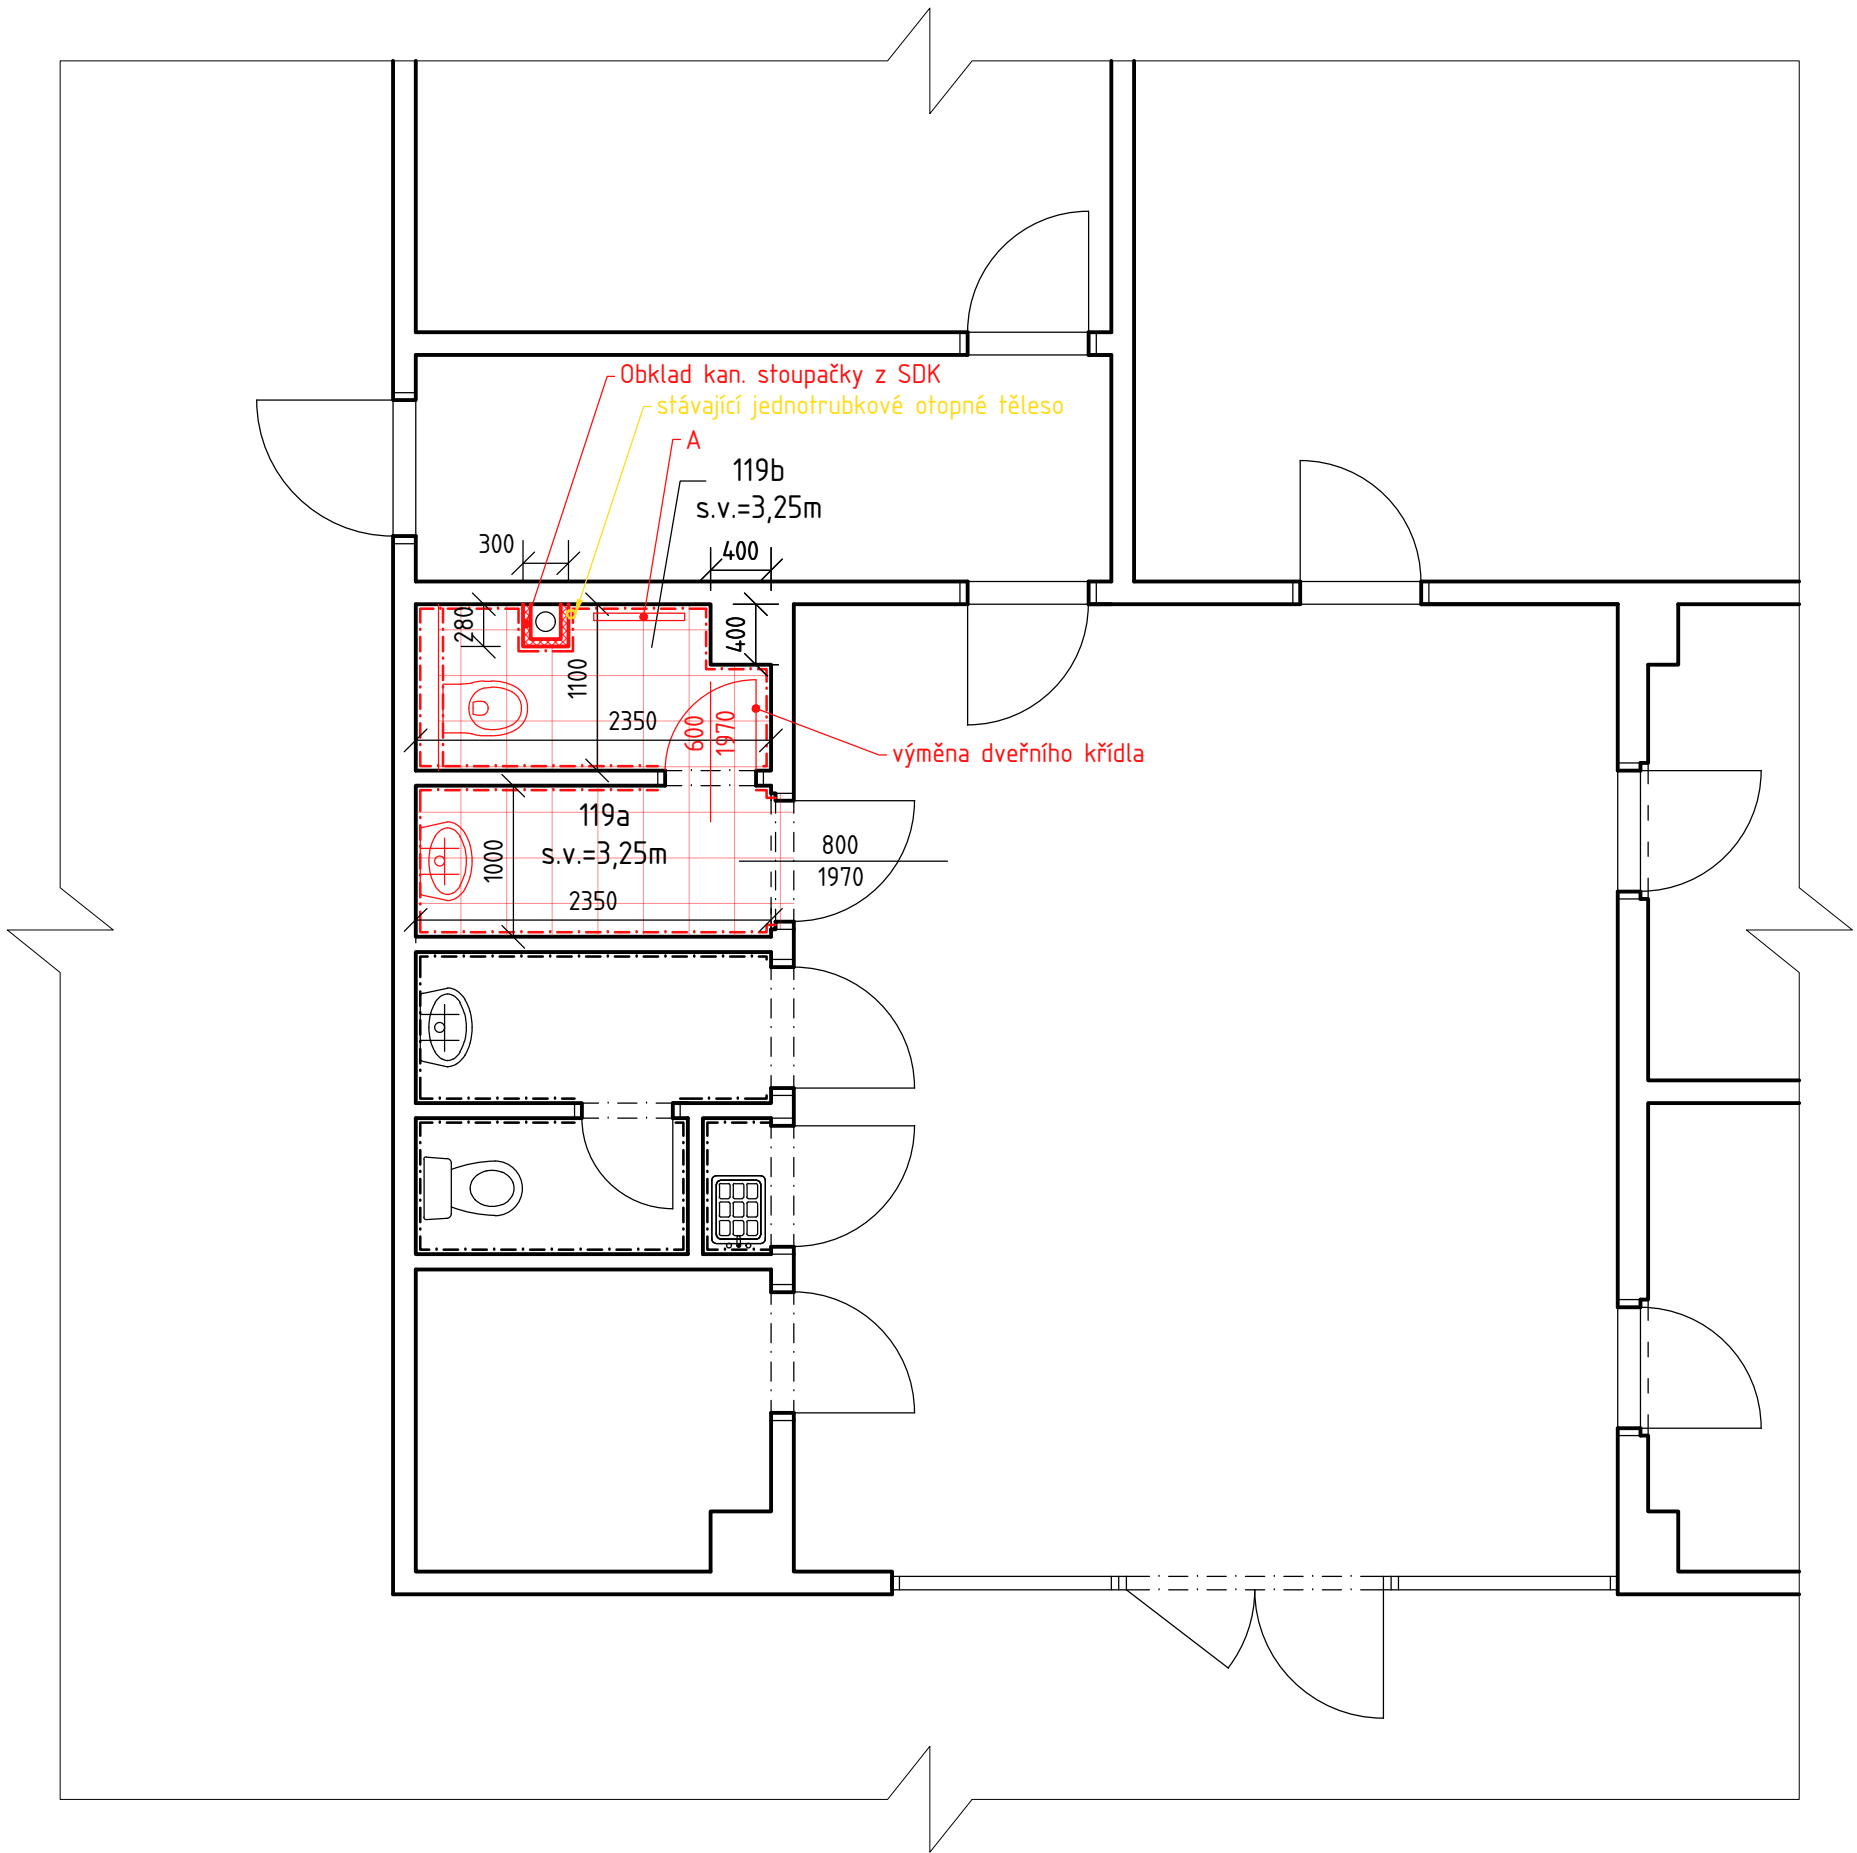 Obklad kan. stoupačky z SDK
stávající jednotrubkové otopné těleso
A
119b
s.v.=3,25m
300
400
280
400
1100
2350
600
1970
výměna dveřního křídla
119a
s.v.=3,25m
1000
800
1970
2350